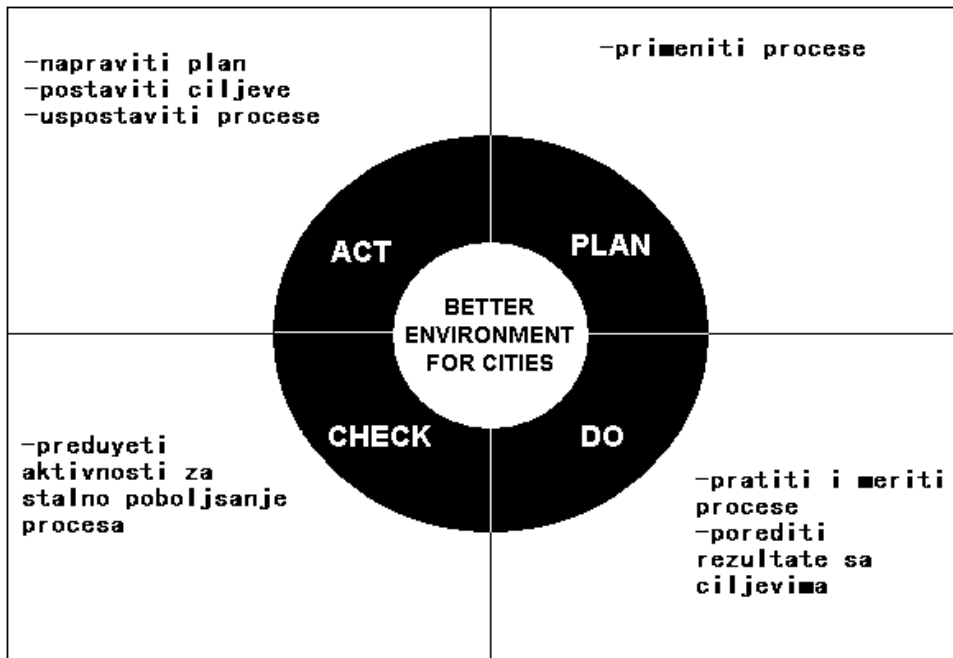 -napraviti plan
-postaviti ciljeve
-uspostaviti procese
-primeniti procese
ACT
PLAN
BETTER
ENVIRONMENT
FOR CITIES
CHECK
DO
-preduyeti
aktivnosti za
stalno poboljsanje
procesa
-pratiti i meriti
procese
-porediti
rezultate sa
ciljevima